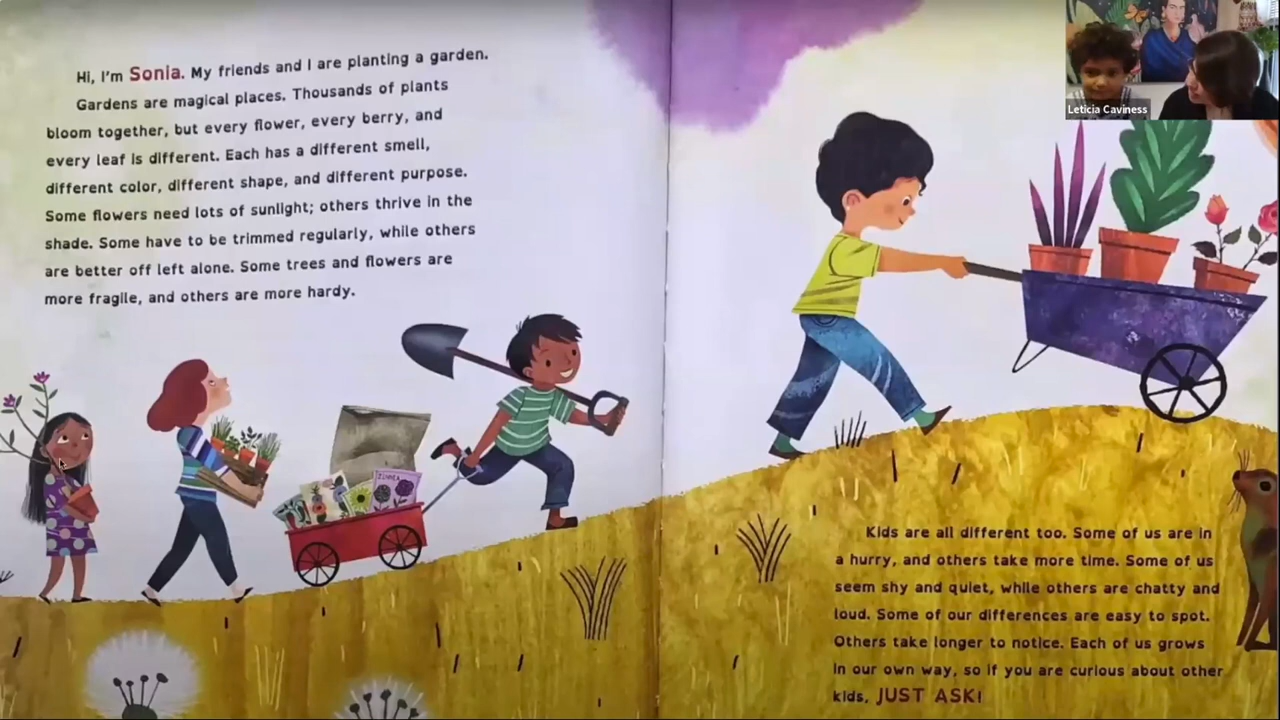 Hi, I'm Sonia. My friends and I are planting a garden.
Gardens are magical places. Thousands of plants
bloom together, but every flower, every berry, and
every leaf is different. Each has a different smell,
different color, different shape, and different purpose.
Some flowers need lots of sunlight; others thrive in the
shade. Some have to be trimmed regularly, while others
are better off left alone. Some trees and flowers are
more fragile, and others are more hardy.
ZINNIA
Kids are all different too. Some of us are in
a hurry, and others take more time. Some of us
seem shy and quiet, while others are chatty and
loud. Some of our differences are easy to spot.
Others take longer to notice. Each of us grows
in our own way, so if you are curious about other
kids, JUST ASK!
Leticia Caviness